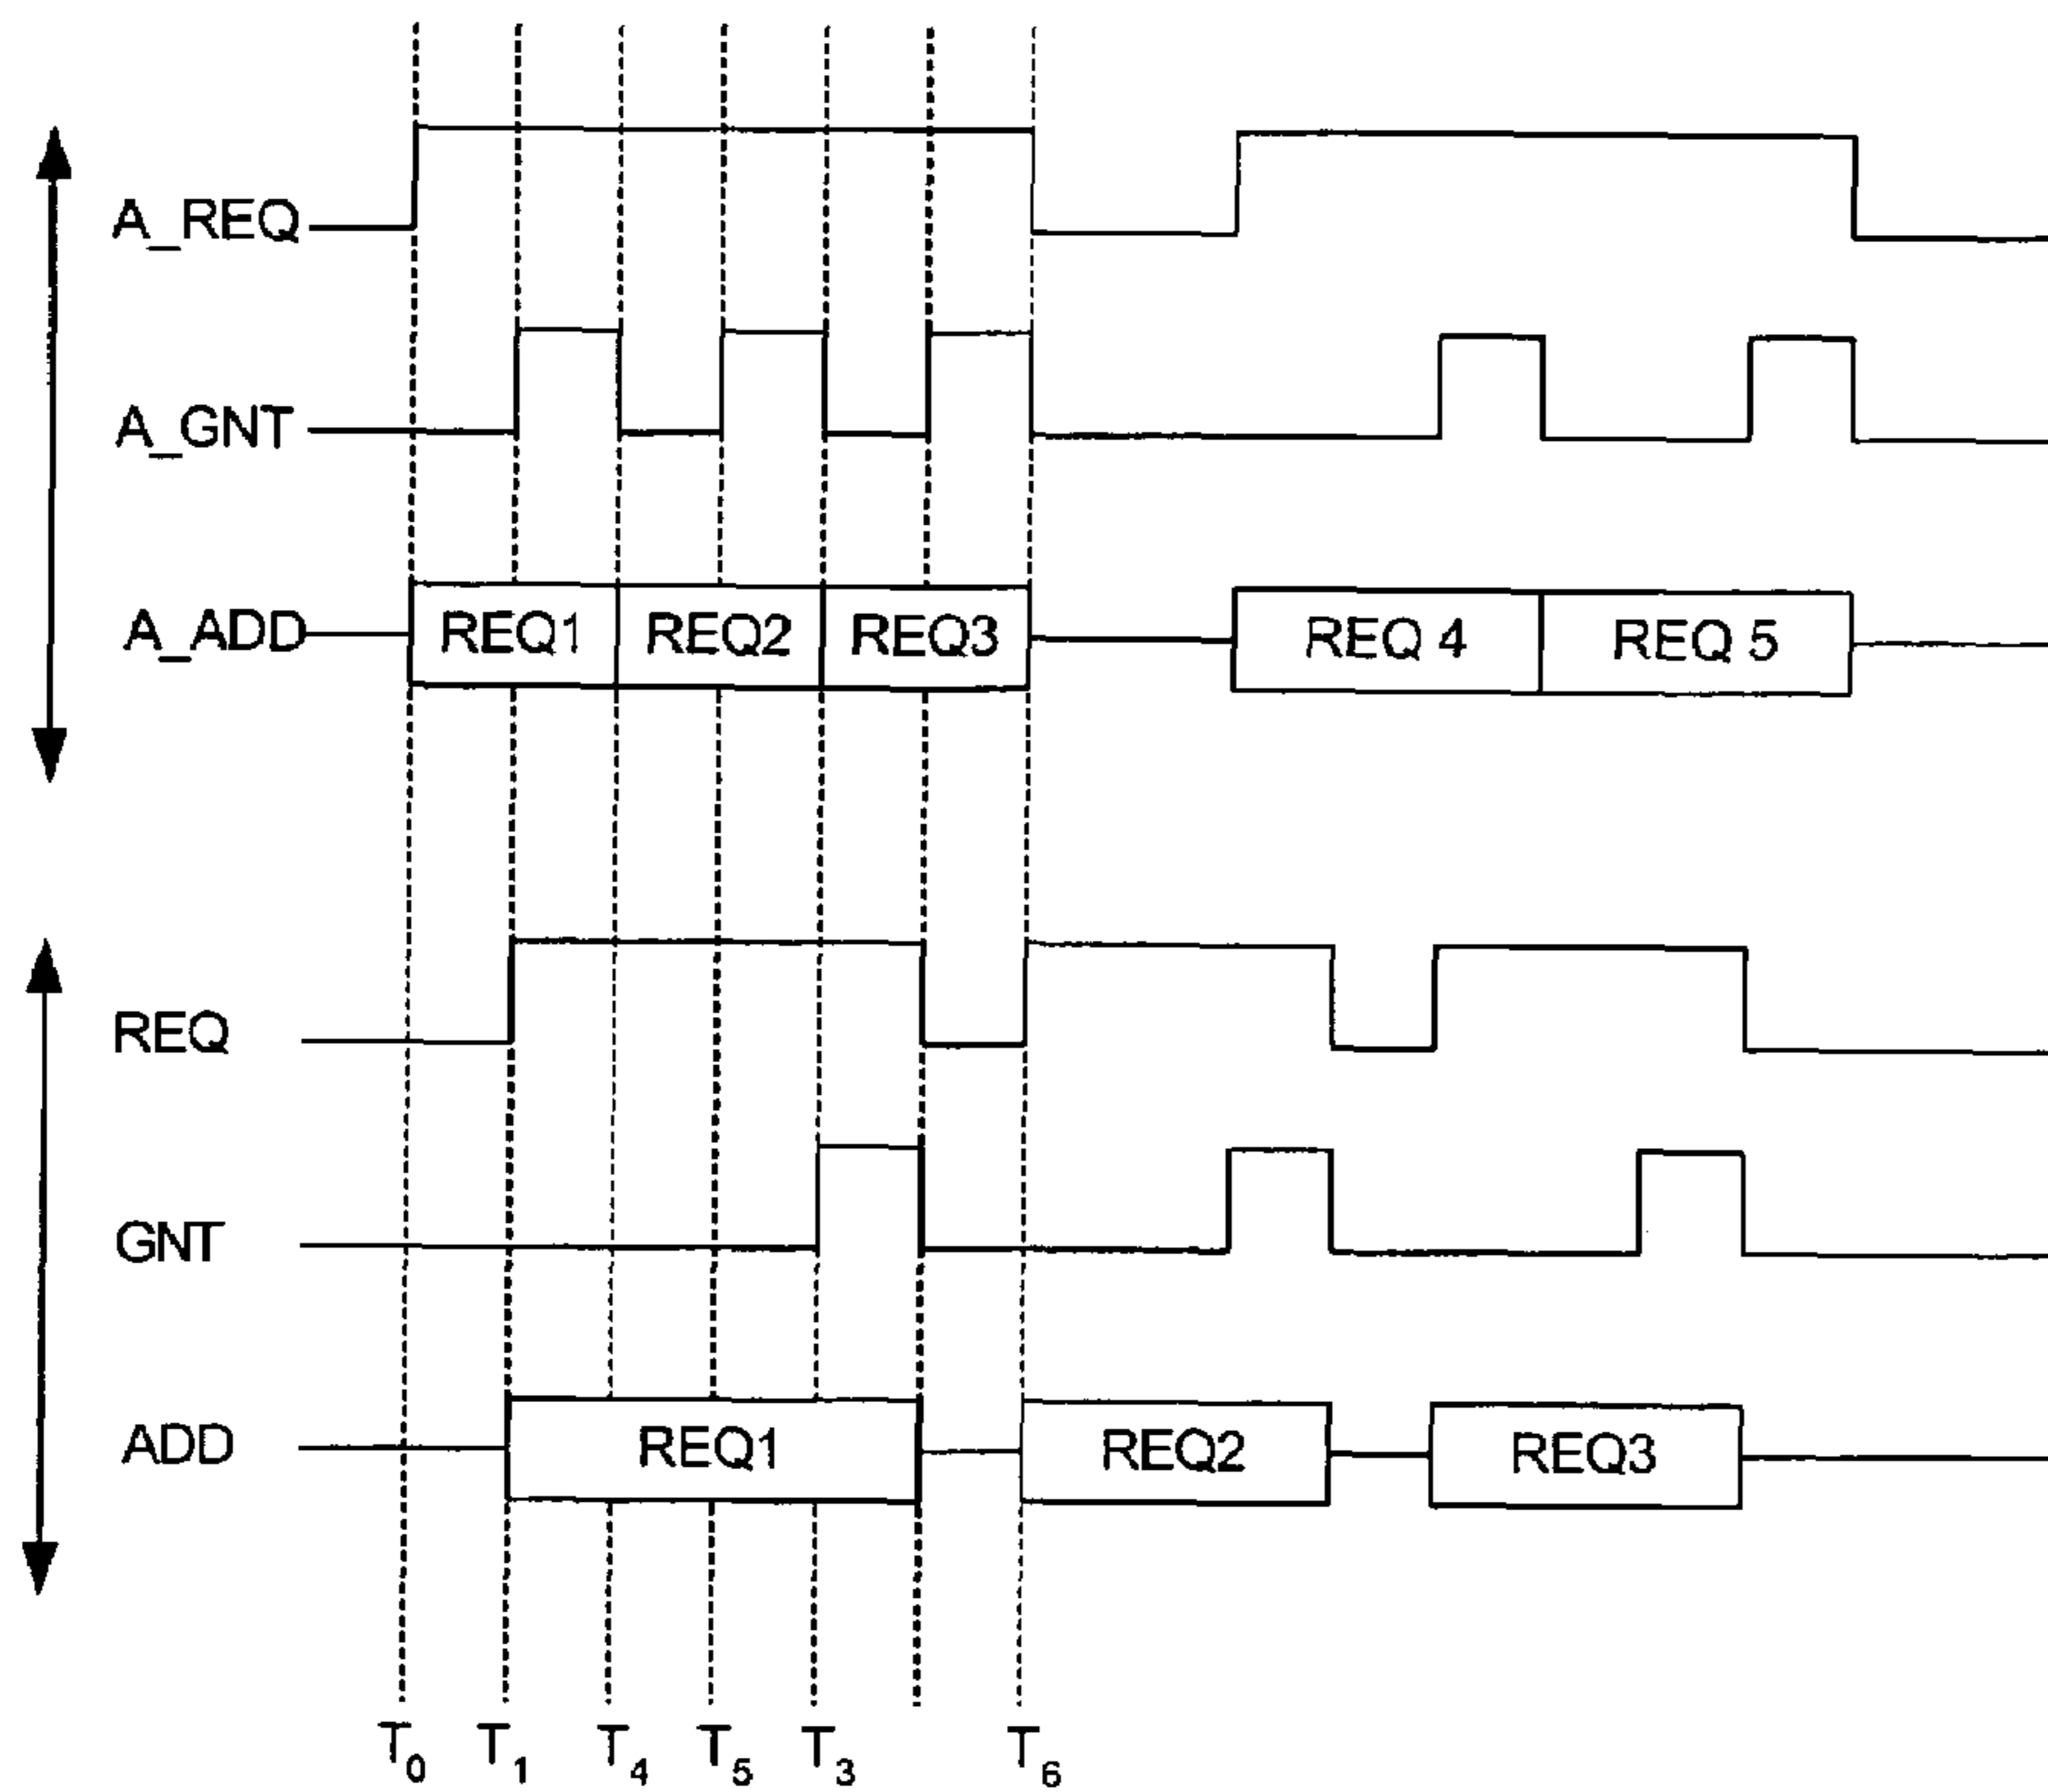 A_REQ
A_GNT
A_ADD REQ1 REQ2 REQ3 REQ 4 REQ 5
REQ
GNT
ADD REQ1 REQ2 REQ3
T0 T1 T4 T5 T3 T6